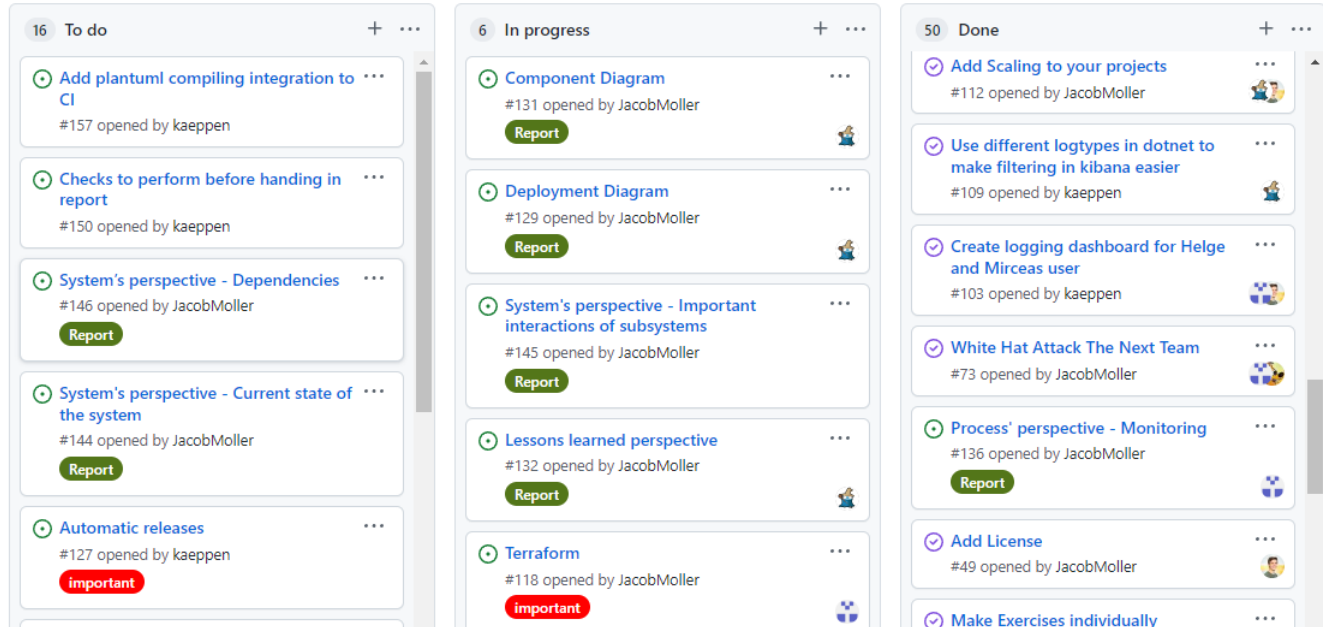 16 To do
Add plantuml compiling integration to
CI
#157 opened by kaeppen
Checks to perform before handing in
report
#150 opened by kaeppen
System's perspective - Dependencies
#146 opened by JacobMoller
Report
System's perspective - Current state of
the system
#144 opened by JacobMoller
Report
Automatic releases
#127 opened by kaeppen
important
6 In progress
Component Diagram
#131 opened by JacobMoller
Report
Deployment Diagram
#129 opened by JacobMoller
Report
System's perspective - Important
interactions of subsystems
#145 opened by JacobMoller
Report
Lessons learned perspective
#132 opened by JacobMoller
Report
Terraform
#118 opened by JacobMoller
important
50 Done
Add Scaling to your projects
#112 opened by JacobMoller
Use different logtypes in dotnet to
make filtering in kibana easier
#109 opened by kaeppen
Create logging dashboard for Helge
and Mirceas user
#103 opened by kaeppen
White Hat Attack The Next Team
#73 opened by JacobMoller
Process' perspective - Monitoring
#136 opened by JacobMoller
Report
Add License
#49 opened by JacobMoller
Make Exercises individually